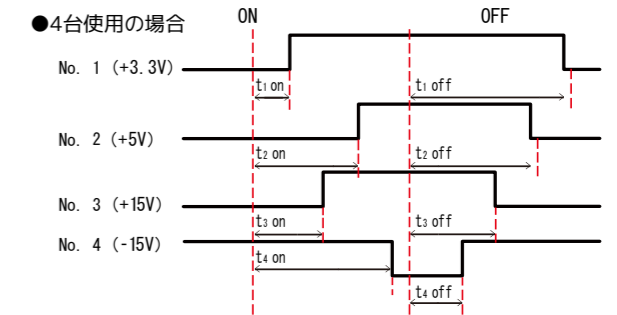 ●4台使用の場合
ON
OFF
No. 1 (+3.3V)
t1 on
t1 off
No. 2 (+5V)
t2 on
t2 off
No. 3 (+15V)
t3 on
t3 off
No. 4 (-15V)
t4 on
t4 off